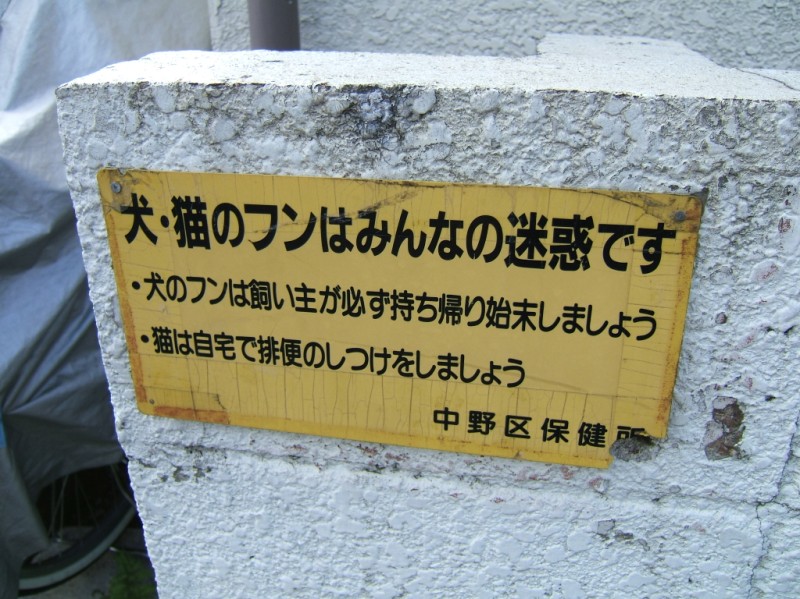 犬・猫のフンはみんなの迷惑です
・犬のフンは飼い主が必ず持ち帰り始末しましょう
・猫は自宅で排便のしつけをしましょう
中野区保健所